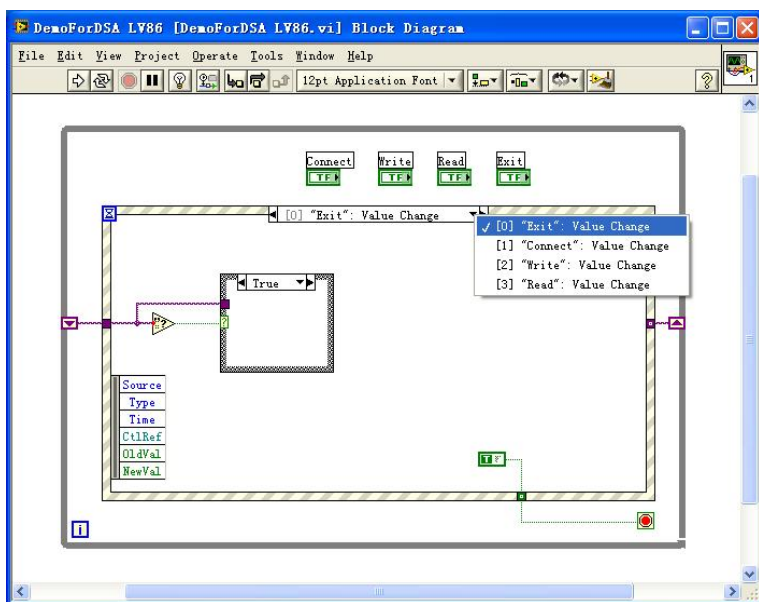 DemoForDSA LV86 [DemoForDSA LV86.vi] Block Diagram
File Edit View Project Operate Tools Window Help
12pt Application Font
1
Connect Write Read Exit
TF TF TF TF
[0] "Exit": Value Change
[0] "Exit": Value Change
[1] "Connect": Value Change
[2] "Write": Value Change
[3] "Read": Value Change
True
?
?
Source
Type
Time
CtlRef
OldVal
NewVal
T F
i